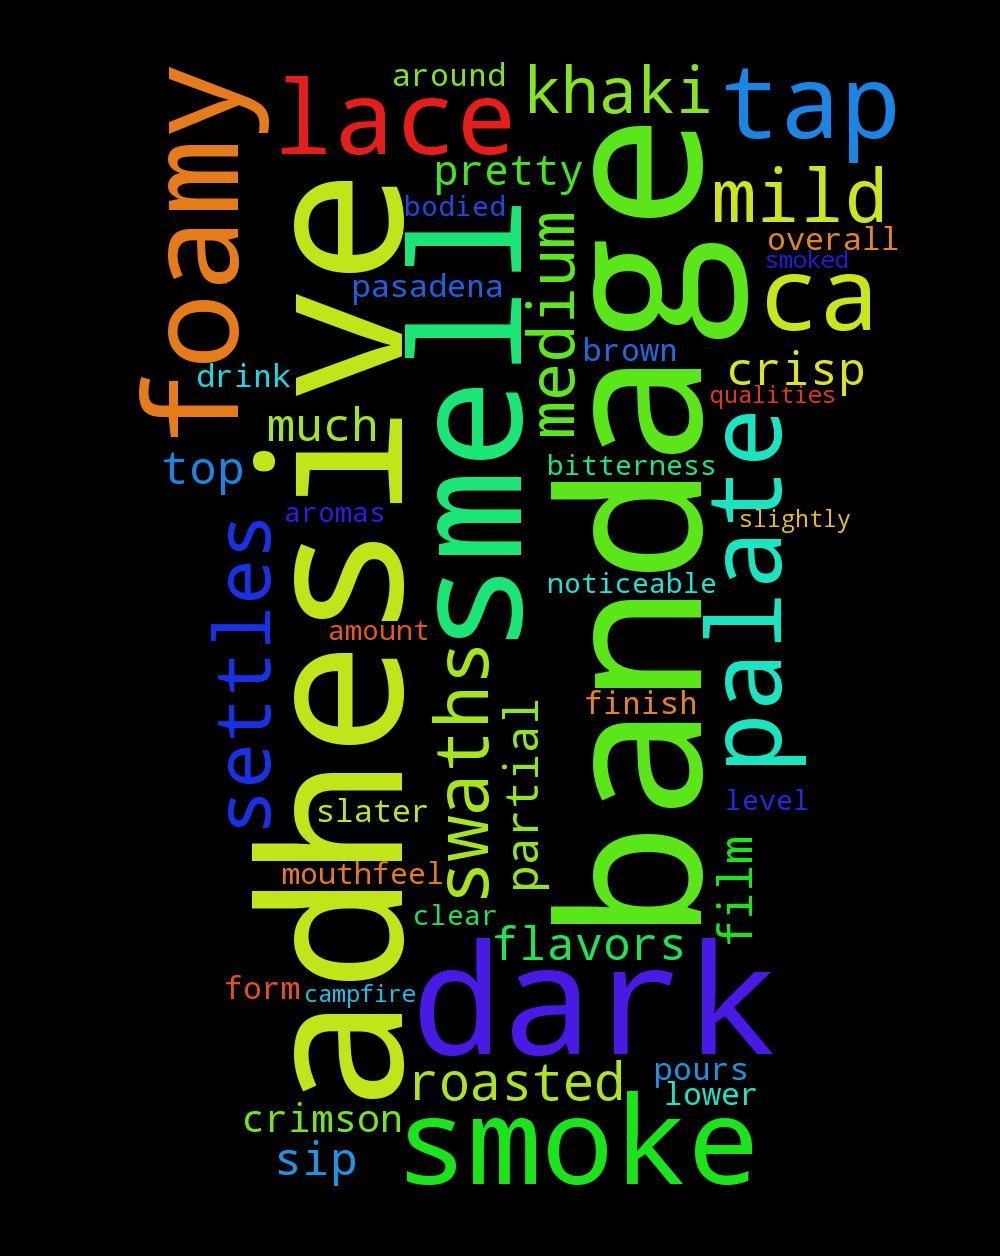 around
khaki
tap
foamy
lace
pretty
mild
bodied
overall
smoked
pasadena
medium
ca
brown
crisp
drink
qualities
much
top
bitterness
slightly
aromas
settles
adhesive
smell
bandage
palate
noticeable
amount
swaths
partial
finish
level
slater
film
mouthfeel
clear
flavors
form
campfire
dark
roasted
pours
lower
crimson
smoke
sip